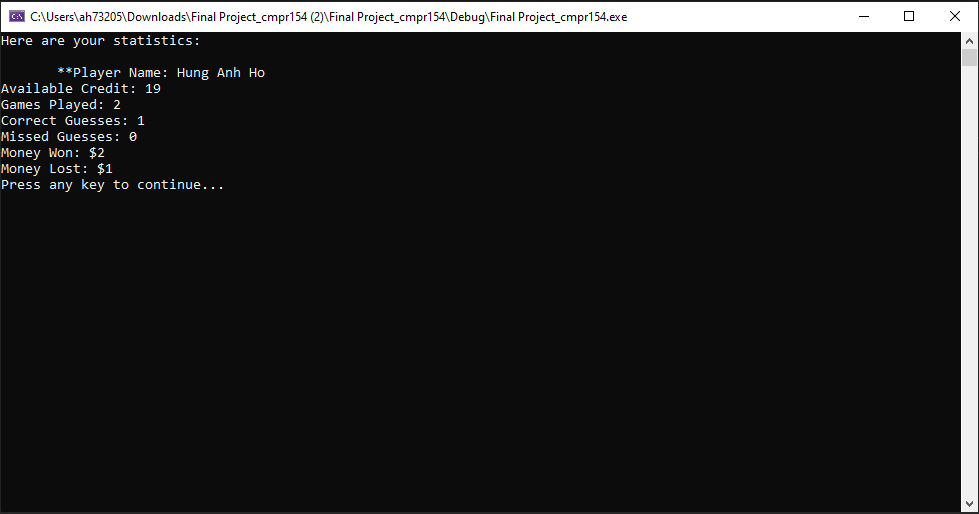 C:\Users\ah73205\Downloads\Final Project_cmpr154 (2)\Final Project_cmpr154\Debug\Final Project_cmpr154.exe
Here are your statistics:
**Player Name: Hung Anh Ho
Available Credit: 19
Games Played: 2
Correct Guesses: 1
Missed Guesses: 0
Money Won: $2
Money Lost: $1
Press any key to continue...